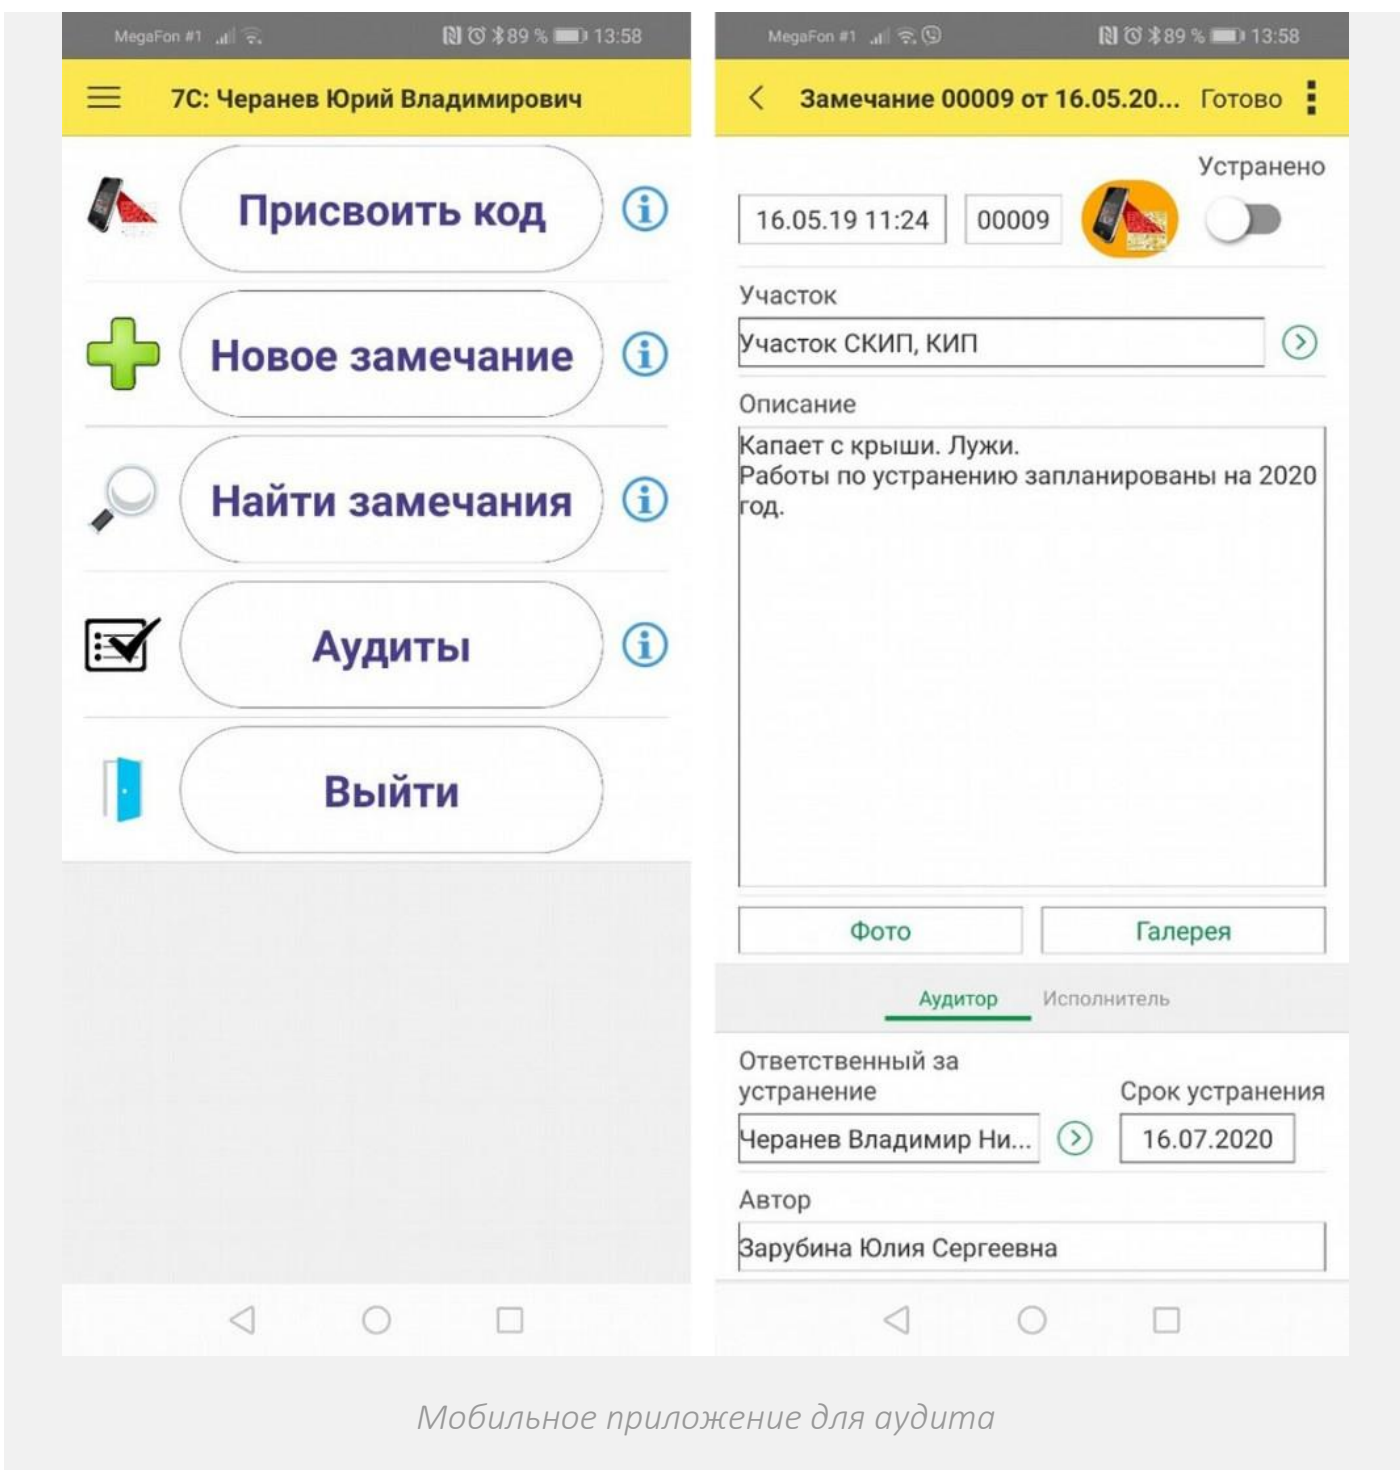 MegaFon #1
89 % 13:58
7С: Черанев Юрий Владимирович
Присвоить код
Новое замечание
Найти замечания
Аудиты
Выйти
MegaFon #1
89 % 13:58
Замечание 00009 от 16.05.20... Готово
Устранено
16.05.19 11:24
00009
Участок
Участок СКИП, КИП
Описание
Капает с крыши. Лужи.
Работы по устранению запланированы на 2020
год.
Фото
Галерея
Аудитор
Исполнитель
Ответственный за
устранение
Срок устранения
Черанев Владимир Ни...
16.07.2020
Автор
Зарубина Юлия Сергеевна
Мобильное приложение для аудита